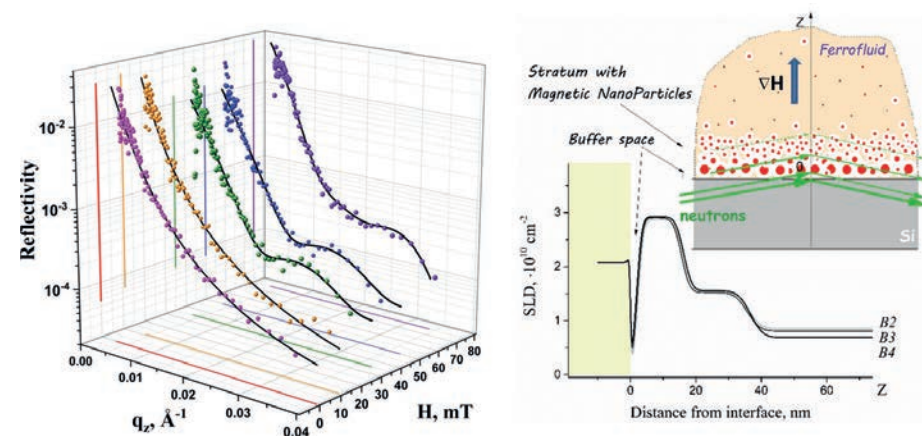 Reflectivity
10⁻²
10⁻³
10⁻⁴
0.00
0.01
0.02
0.03
0.04
q_z, Å⁻¹
0
10
20
30
40
50
60
70
80
H, mT
Z
Ferrofluid
∇H
Stratum with
Magnetic NanoParticles
Buffer space
0
neutrons
Si
SLD, ·10¹⁰ cm⁻²
3
2
1
0
B2
B3
B4
0
20
40
60
Z
Distance from interface, nm